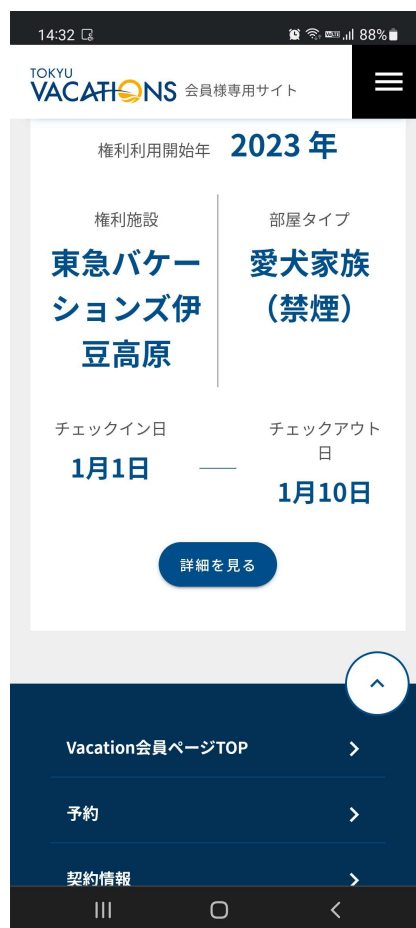 14:32
88%
TOKYU
VACATIONS 会員様専用サイト
権利利用開始年 2023 年
権利施設
東急バケー
ションズ伊
豆高原
部屋タイプ
愛犬家族
（禁煙）
チェックイン日
1月1日
チェックアウト
日
1月10日
詳細を見る
Vacation会員ページTOP
予約
契約情報